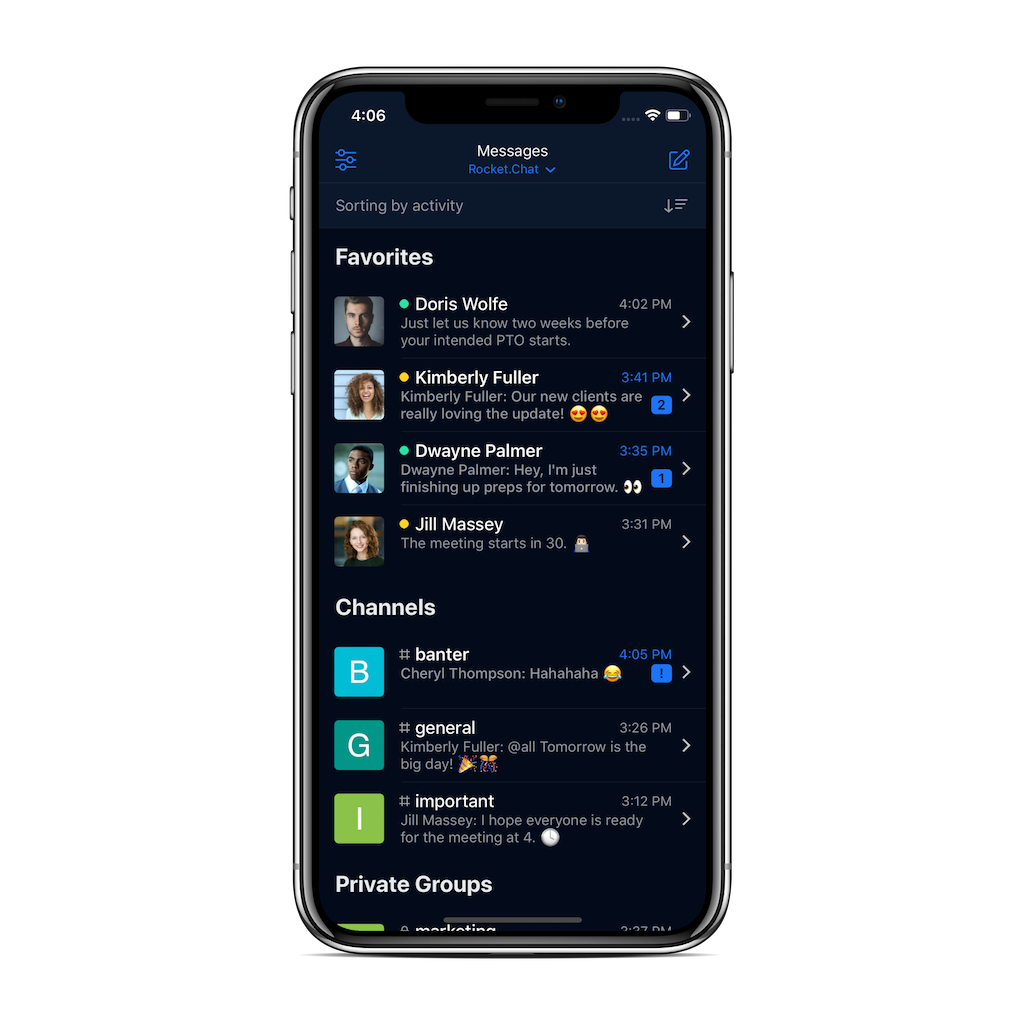 4:06
Messages
Rocket.Chat
Sorting by activity
Favorites
Doris Wolfe 4:02 PM
Just let us know two weeks before
your intended PTO starts.
Kimberly Fuller 3:41 PM
Kimberly Fuller: Our new clients are
really loving the update! 😍😍 2
Dwayne Palmer 3:35 PM
Dwayne Palmer: Hey, I'm just
finishing up preps for tomorrow. 👀 1
Jill Massey 3:31 PM
The meeting starts in 30. 👨🏻‍💻
Channels
B # banter 4:05 PM
Cheryl Thompson: Hahahaha 😂 !
G # general 3:26 PM
Kimberly Fuller: @all Tomorrow is the
big day! 🎉🎊
I # important 3:12 PM
Jill Massey: I hope everyone is ready
for the meeting at 4. 🕓
Private Groups
marketing 3:37 PM